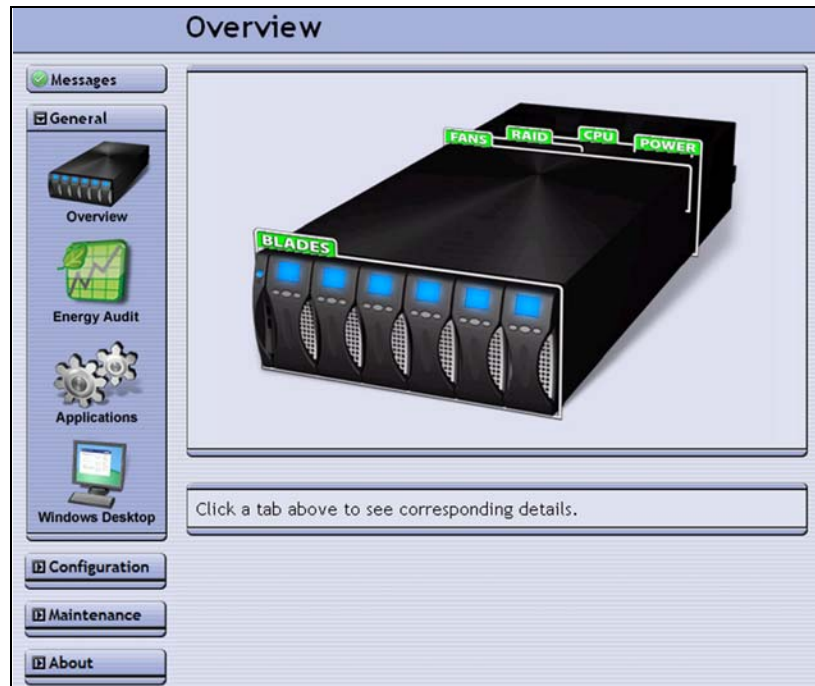 Overview
Messages
General
Overview
Energy Audit
Applications
Windows Desktop
Configuration
Maintenance
About
FANS
RAID
CPU
POWER
BLADES
Click a tab above to see corresponding details.